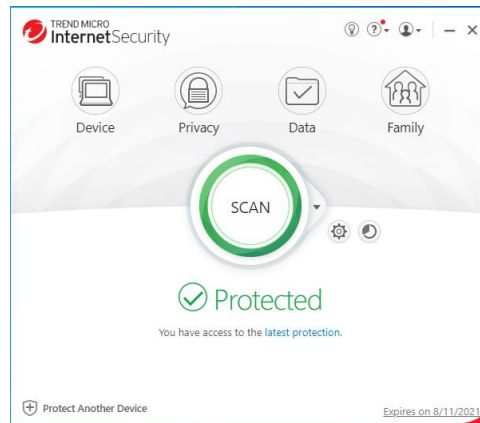 TREND MICRO
InternetSecurity
Device Privacy Data Family
SCAN
Protected
You have access to the latest protection.
Protect Another Device
Expires on 8/11/2021